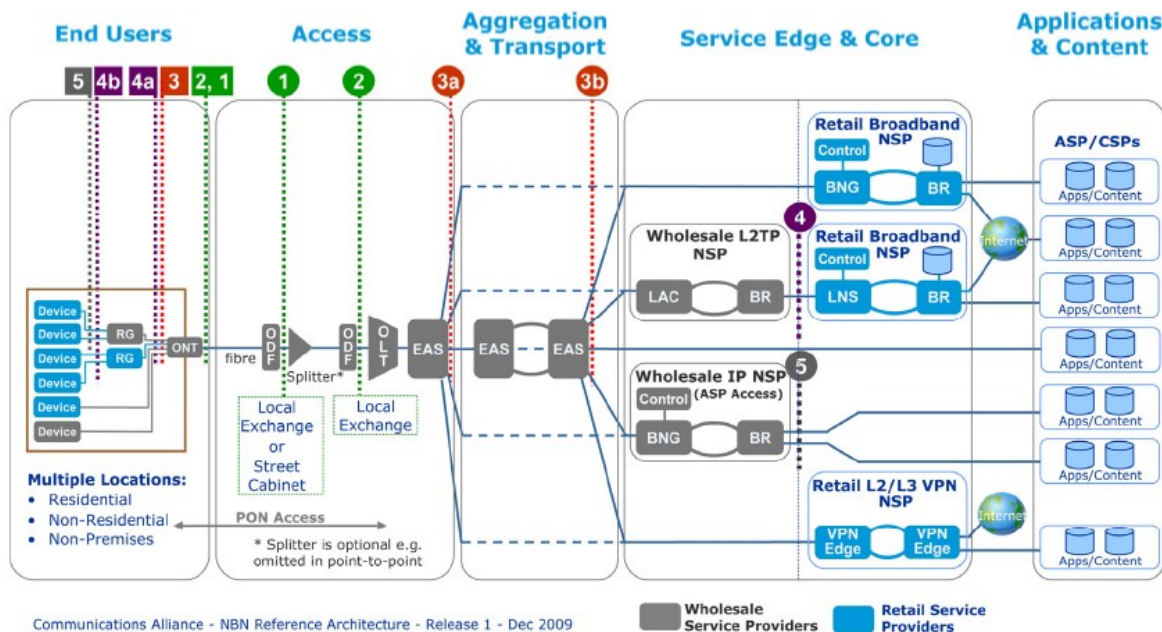 End Users
Access
Aggregation
& Transport
Service Edge & Core
Applications
& Content
5
4b
4a
3
2, 1
1
2
3a
3b
Device
Device
Device
Device
Device
Device
RG
RG
ONT
fibre
ODF
Splitter*
ODF
OLT
EAS
EAS
EAS
Local
Exchange
or
Street
Cabinet
Local
Exchange
Multiple Locations:
• Residential
• Non-Residential
• Non-Premises
PON Access
* Splitter is optional e.g.
omitted in point-to-point
Retail Broadband
NSP
Control
BNG
BR
4
Wholesale L2TP
NSP
LAC
BR
Retail Broadband
NSP
Control
LNS
BR
Internet
5
Wholesale IP NSP
(ASP Access)
Control
BNG
BR
Retail L2/L3 VPN
NSP
VPN
Edge
VPN
Edge
Internet
ASP/CSPs
Apps/Content
Apps/Content
Apps/Content
Apps/Content
Apps/Content
Apps/Content
Apps/Content
Communications Alliance - NBN Reference Architecture - Release 1 - Dec 2009
Wholesale
Service Providers
Retail Service
Providers